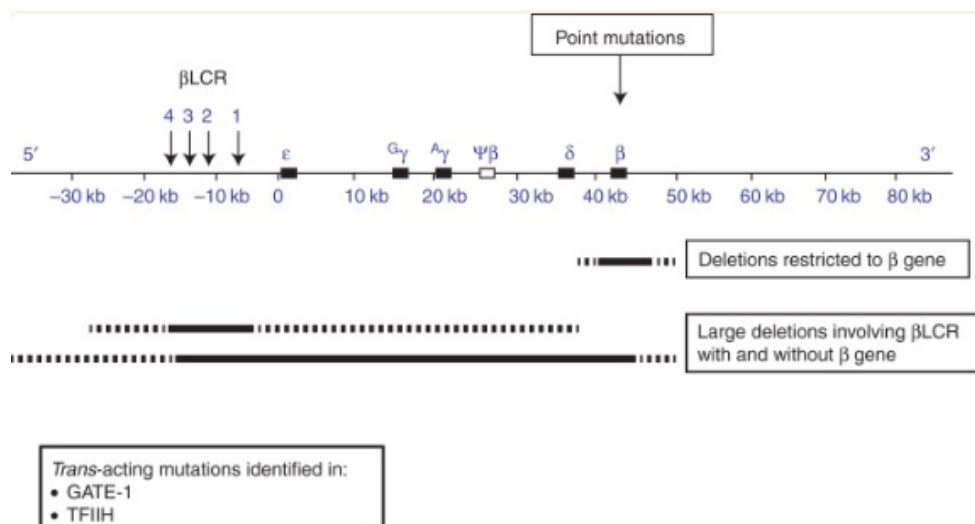 Point mutations
βLCR
4 3 2 1
5′ ε Gγ Aγ Ψβ δ β 3′
–30 kb –20 kb –10 kb 0 10 kb 20 kb 30 kb 40 kb 50 kb 60 kb 70 kb 80 kb
Deletions restricted to β gene
Large deletions involving βLCR
with and without β gene
Trans-acting mutations identified in:
• GATE-1
• TFIIH